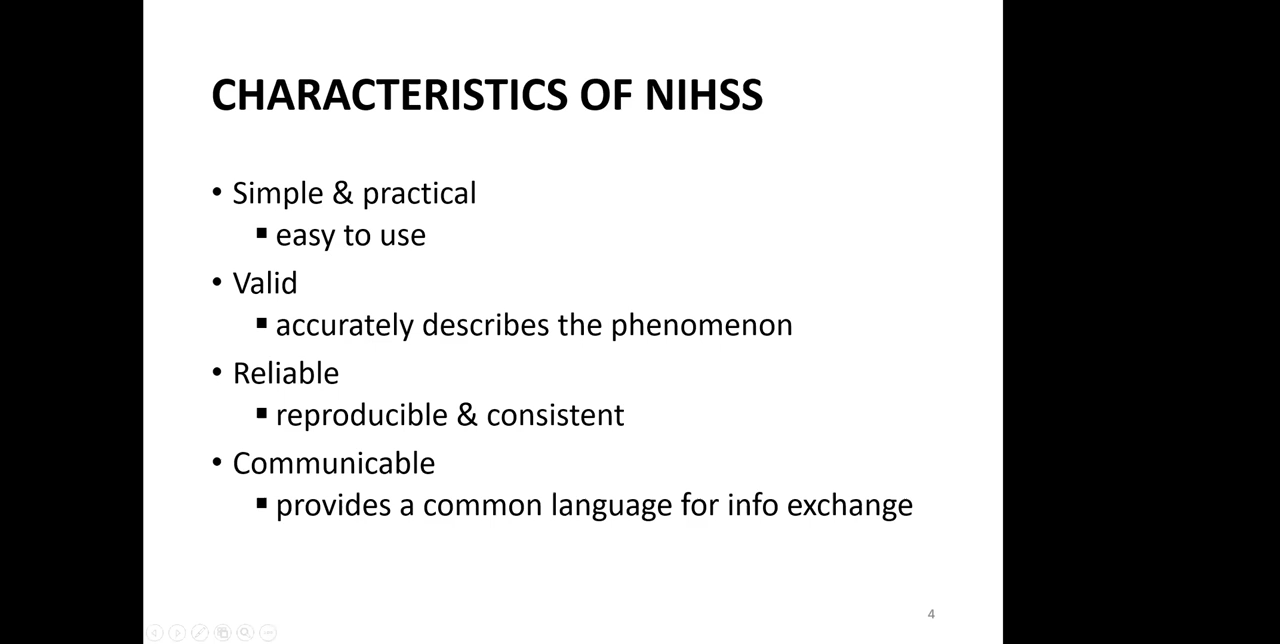 CHARACTERISTICS OF NIHSS
• Simple & practical
▪ easy to use
• Valid
▪ accurately describes the phenomenon
• Reliable
▪ reproducible & consistent
• Communicable
▪ provides a common language for info exchange
4